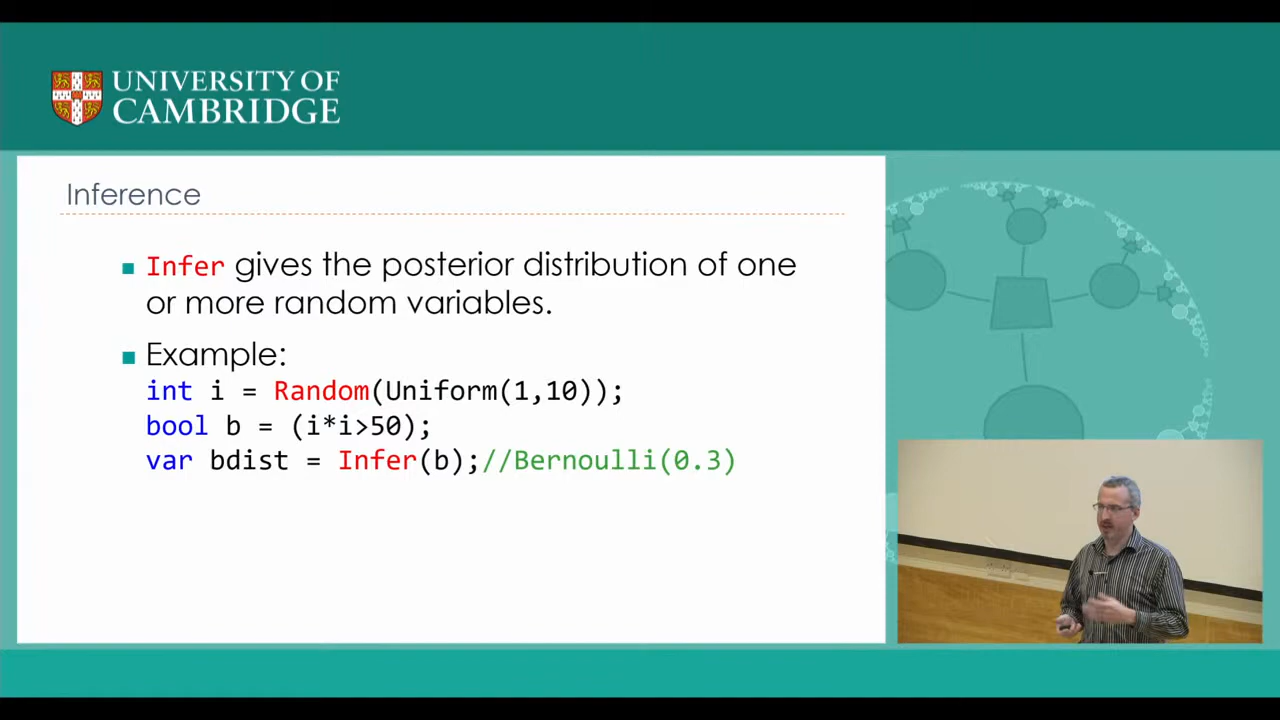 UNIVERSITY OF
CAMBRIDGE
Inference
Infer gives the posterior distribution of one
or more random variables.
Example:
int i = Random(Uniform(1,10));
bool b = (i*i>50);
var bdist = Infer(b);//Bernoulli(0.3)